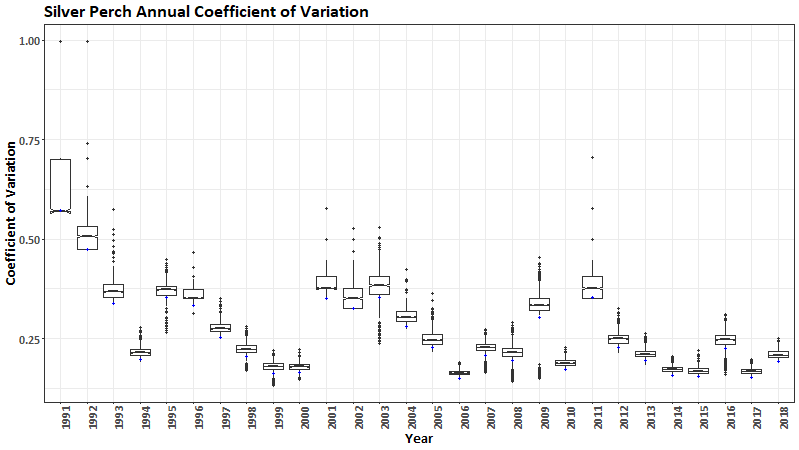 Silver Perch Annual Coefficient of Variation
Coefficient of Variation
1.00
0.75
0.50
0.25
1991 1992 1993 1994 1995 1996 1997 1998 1999 2000 2001 2002 2003 2004 2005 2006 2007 2008 2009 2010 2011 2012 2013 2014 2015 2016 2017 2018
Year